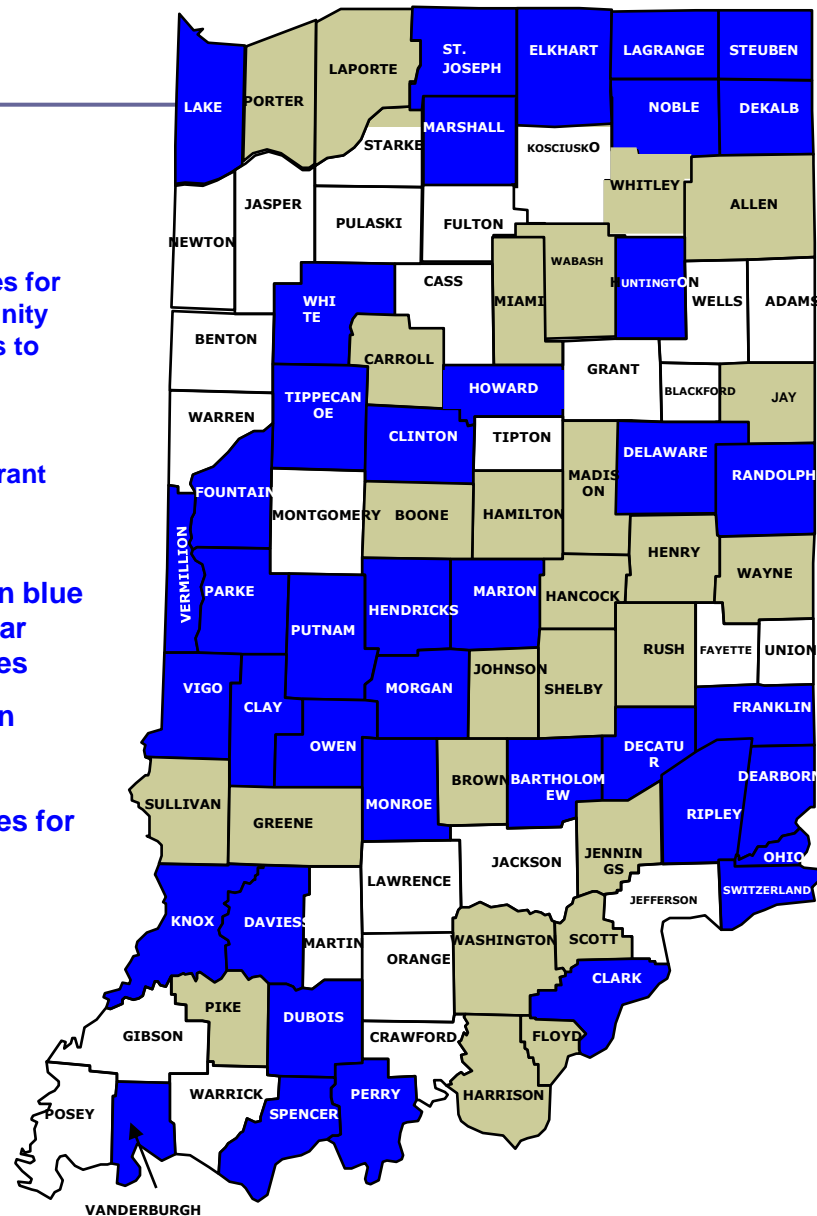 es for
nity
s to
rant
n blue
ar
es
n
es for
ST.
JOSEPH
ELKHART
LAGRANGE
STEUBEN
LAPORTE
LAKE
PORTER
NOBLE
DEKALB
MARSHALL
STARKE
KOSCIUSKO
WHITLEY
ALLEN
JASPER
PULASKI
FULTON
NEWTON
WABASH
CASS
HUNTINGTON
WHI
TE
MIAMI
WELLS
ADAMS
BENTON
CARROLL
GRANT
HOWARD
BLACKFORD
JAY
TIPPECAN
OE
WARREN
CLINTON
TIPTON
DELAWARE
MADIS
ON
RANDOLPH
FOUNTAIN
MONTGOMERY
BOONE
HAMILTON
HENRY
WAYNE
VERMILLION
PARKE
HENDRICKS
MARION
HANCOCK
PUTNAM
RUSH
FAYETTE
UNION
JOHNSON
VIGO
MORGAN
SHELBY
CLAY
FRANKLIN
OWEN
DECATU
R
BROWN
BARTHOLOM
EW
DEARBORN
SULLIVAN
MONROE
RIPLEY
GREENE
JENNIN
GS
OHIO
JACKSON
LAWRENCE
SWITZERLAND
JEFFERSON
KNOX
DAVIESS
MARTIN
WASHINGTON
SCOTT
ORANGE
CLARK
PIKE
DUBOIS
GIBSON
CRAWFORD
FLOYD
WARRICK
PERRY
HARRISON
POSEY
SPENCER
VANDERBURGH